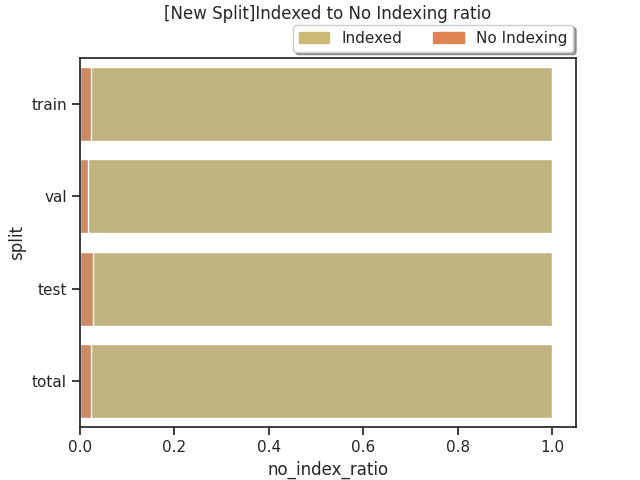 [New Split]Indexed to No Indexing ratio
Indexed No Indexing
train
val
test
total
split
0.0 0.2 0.4 0.6 0.8 1.0
no_index_ratio